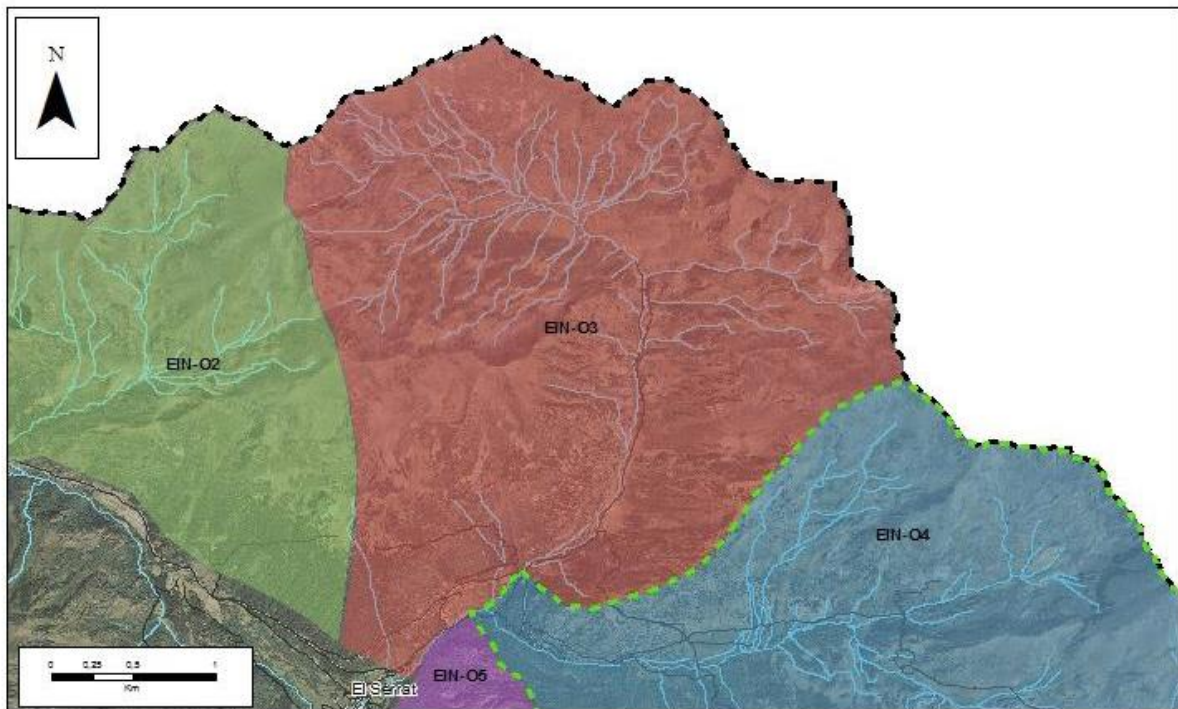 N
EIN-O3
EIN-O2
EIN-O4
EIN-O5
El Serrat
0 0,25 0,5 1
Km